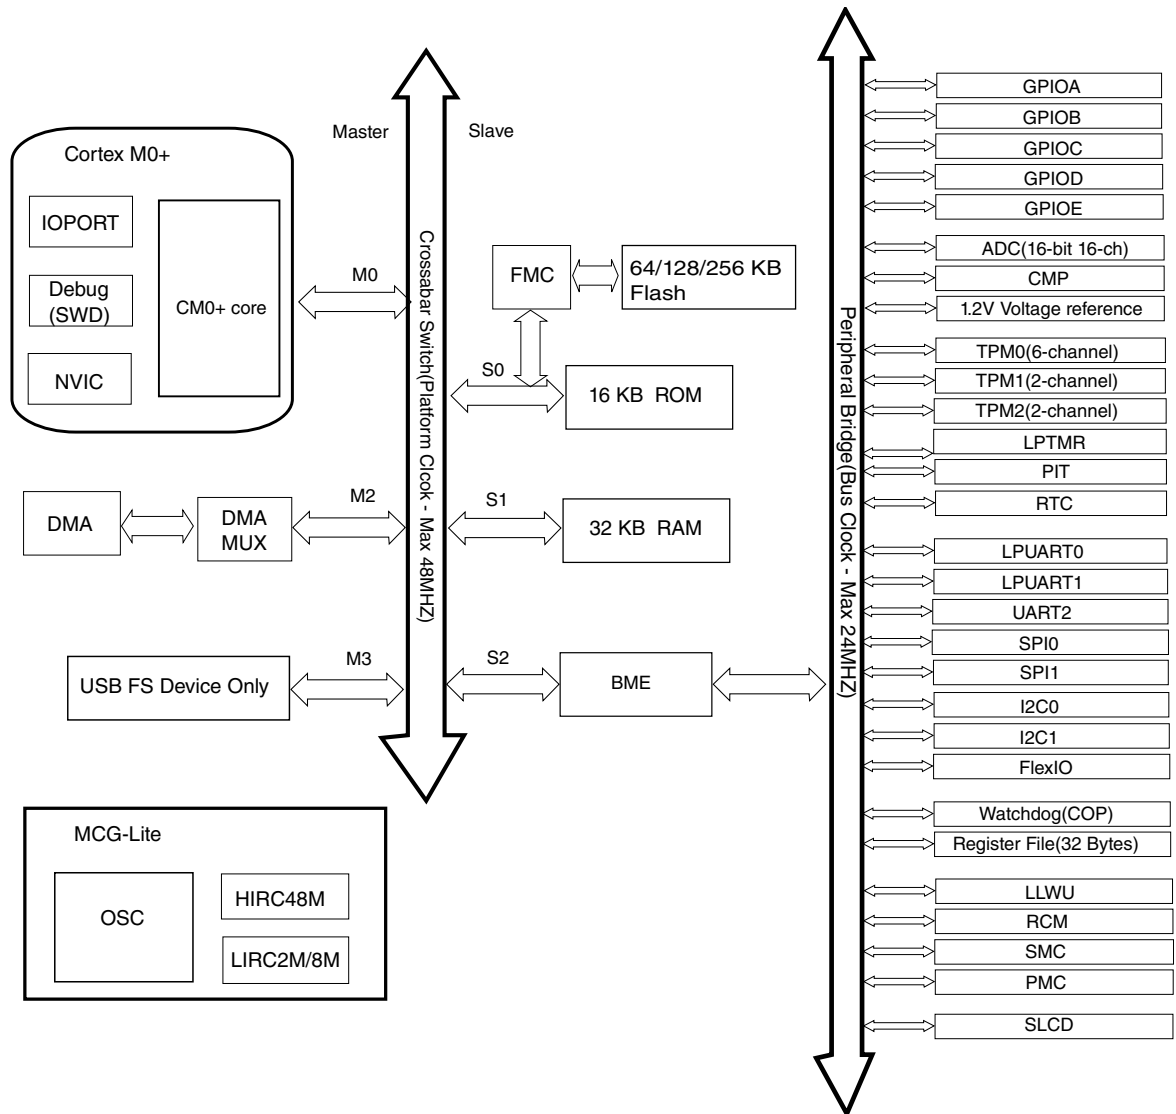 Master
Slave
Cortex M0+
IOPORT
Debug
(SWD)
NVIC
CM0+ core
M0
Crossabar Switch(Platform Clcok - Max 48MHZ)
FMC
64/128/256 KB
Flash
S0
16 KB ROM
DMA
DMA
MUX
M2
S1
32 KB RAM
USB FS Device Only
M3
S2
BME
MCG-Lite
OSC
HIRC48M
LIRC2M/8M
Peripheral Bridge(Bus Clock - Max 24MHZ)
GPIOA
GPIOB
GPIOC
GPIOD
GPIOE
ADC(16-bit 16-ch)
CMP
1.2V Voltage reference
TPM0(6-channel)
TPM1(2-channel)
TPM2(2-channel)
LPTMR
PIT
RTC
LPUART0
LPUART1
UART2
SPI0
SPI1
I2C0
I2C1
FlexIO
Watchdog(COP)
Register File(32 Bytes)
LLWU
RCM
SMC
PMC
SLCD